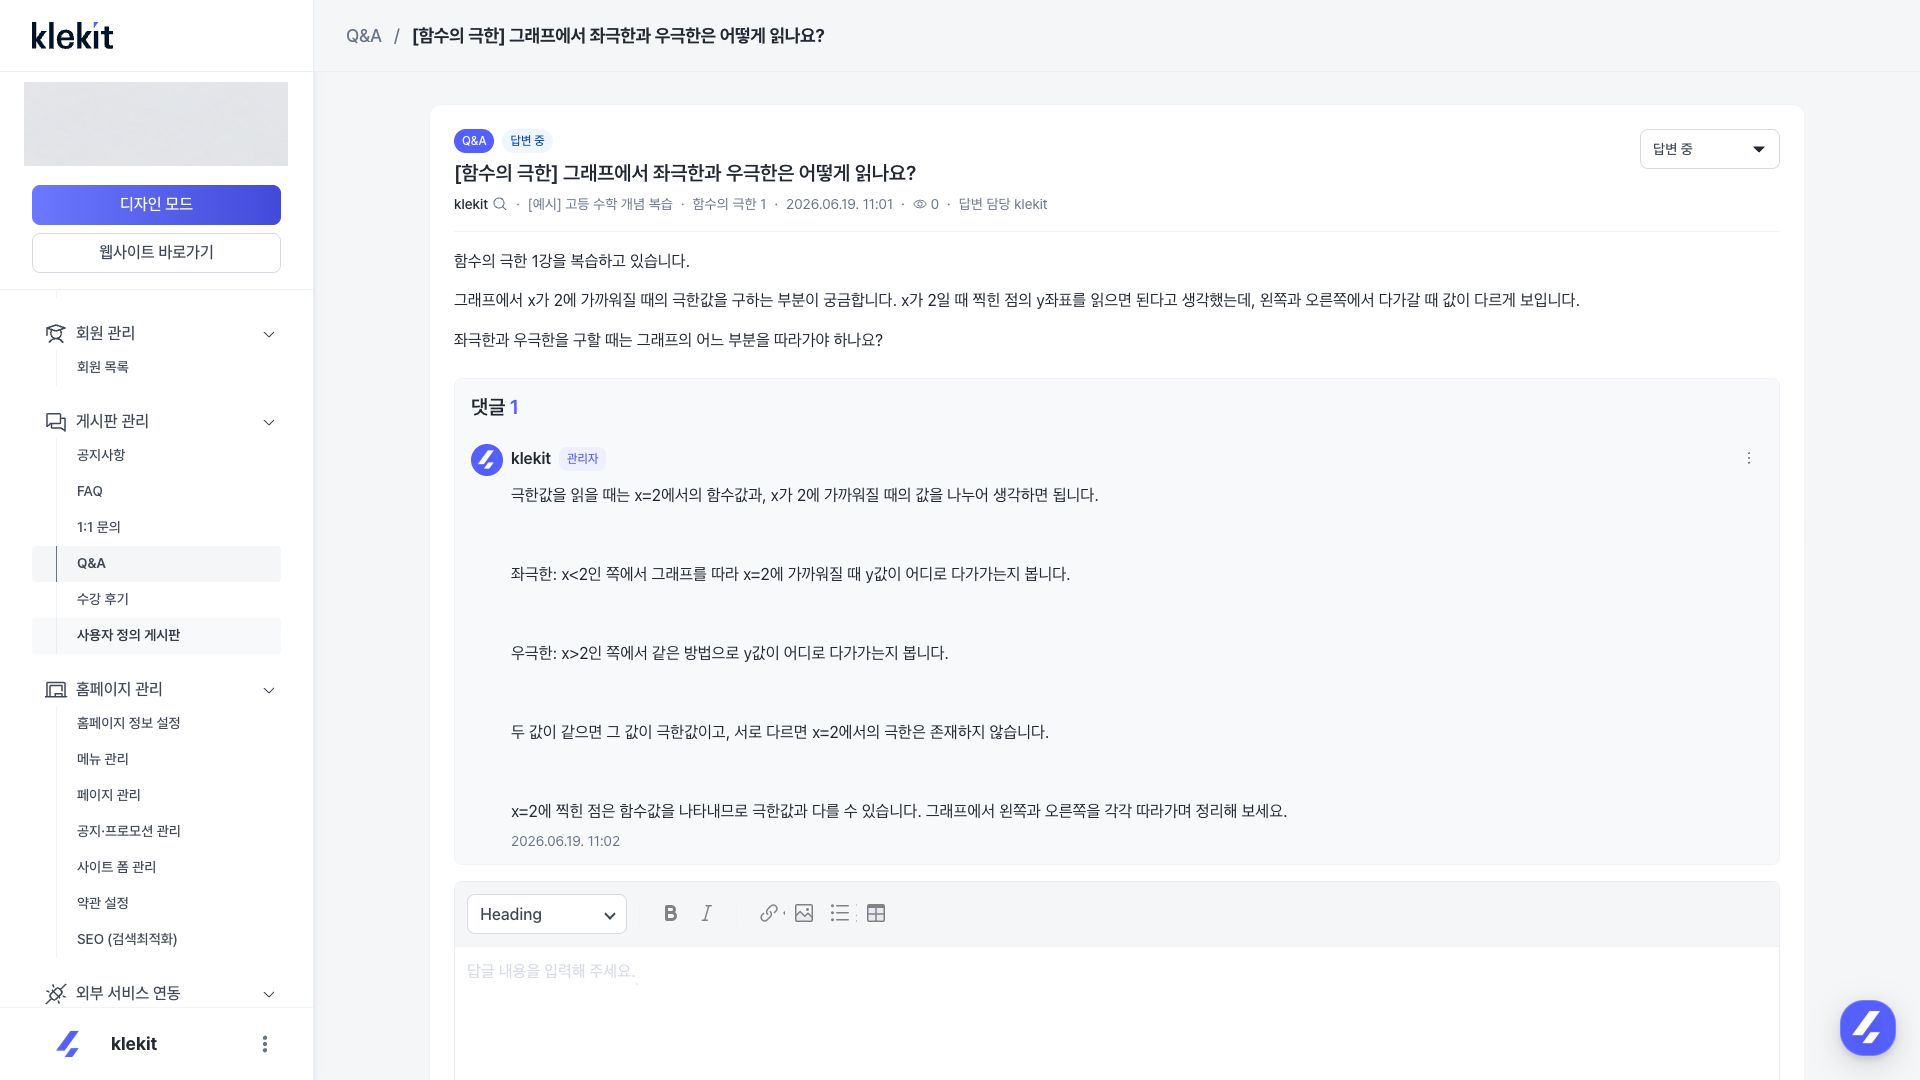 klekit
Q&A / [함수의 극한] 그래프에서 좌극한과 우극한은 어떻게 읽나요?
디자인 모드
웹사이트 바로가기
회원 관리
회원 목록
게시판 관리
공지사항
FAQ
1:1 문의
Q&A
수강 후기
사용자 정의 게시판
홈페이지 관리
홈페이지 정보 설정
메뉴 관리
페이지 관리
공지·프로모션 관리
사이트 폼 관리
약관 설정
SEO (검색최적화)
외부 서비스 연동
klekit
Q&A 답변 중
답변 중
[함수의 극한] 그래프에서 좌극한과 우극한은 어떻게 읽나요?
klekit · [예시] 고등 수학 개념 복습 · 함수의 극한 1 · 2026.06.19. 11:01 · 0 · 답변 담당 klekit
함수의 극한 1강을 복습하고 있습니다.
그래프에서 x가 2에 가까워질 때의 극한값을 구하는 부분이 궁금합니다. x가 2일 때 찍힌 점의 y좌표를 읽으면 된다고 생각했는데, 왼쪽과 오른쪽에서 다가갈 때 값이 다르게 보입니다.
좌극한과 우극한을 구할 때는 그래프의 어느 부분을 따라가야 하나요?
댓글 1
klekit 관리자
극한값을 읽을 때는 x=2에서의 함수값과, x가 2에 가까워질 때의 값을 나누어 생각하면 됩니다.
좌극한: x<2인 쪽에서 그래프를 따라 x=2에 가까워질 때 y값이 어디로 다가가는지 봅니다.
우극한: x>2인 쪽에서 같은 방법으로 y값이 어디로 다가가는지 봅니다.
두 값이 같으면 그 값이 극한값이고, 서로 다르면 x=2에서의 극한은 존재하지 않습니다.
x=2에 찍힌 점은 함수값을 나타내므로 극한값과 다를 수 있습니다. 그래프에서 왼쪽과 오른쪽을 각각 따라가며 정리해 보세요.
2026.06.19. 11:02
Heading B I
답글 내용을 입력해 주세요.